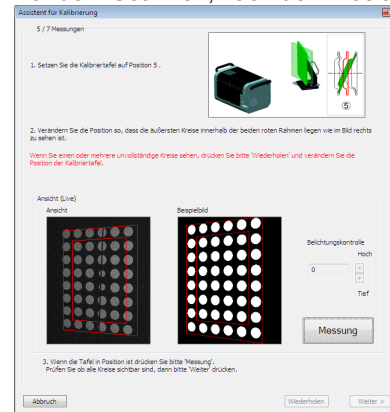 Assistent für Kalibrierung
5 / 7 Messungen
1. Setzen Sie die Kalibriertafel auf Position 5 .
⑤
2. Verändern Sie die Position so, dass die äußersten Kreise innerhalb der beiden roten Rahmen liegen wie im Bild rechts
zu sehen ist.
Wenn Sie einen oder mehrere unvollständige Kreise sehen, drücken Sie bitte 'Wiederholen' und verändern Sie die
Position der Kalibriertafel.
Ansicht (Live)
Ansicht
Beispielbild
Belichtungskontrolle
Hoch
0
Tief
Messung
3. Wenn die Tafel in Position ist drücken Sie bitte 'Messung'.
Prüfen Sie ob alle Kreise sichtbar sind, dann bitte 'Weiter' drücken.
Abbruch
Wiederholen
Weiter >